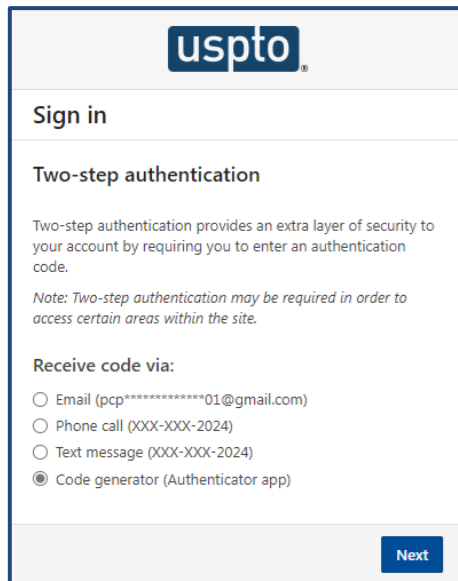 uspto®
Sign in
Two-step authentication
Two-step authentication provides an extra layer of security to
your account by requiring you to enter an authentication
code.
Note: Two-step authentication may be required in order to
access certain areas within the site.
Receive code via:
Email (pcp*************01@gmail.com)
Phone call (XXX-XXX-2024)
Text message (XXX-XXX-2024)
Code generator (Authenticator app)
Next